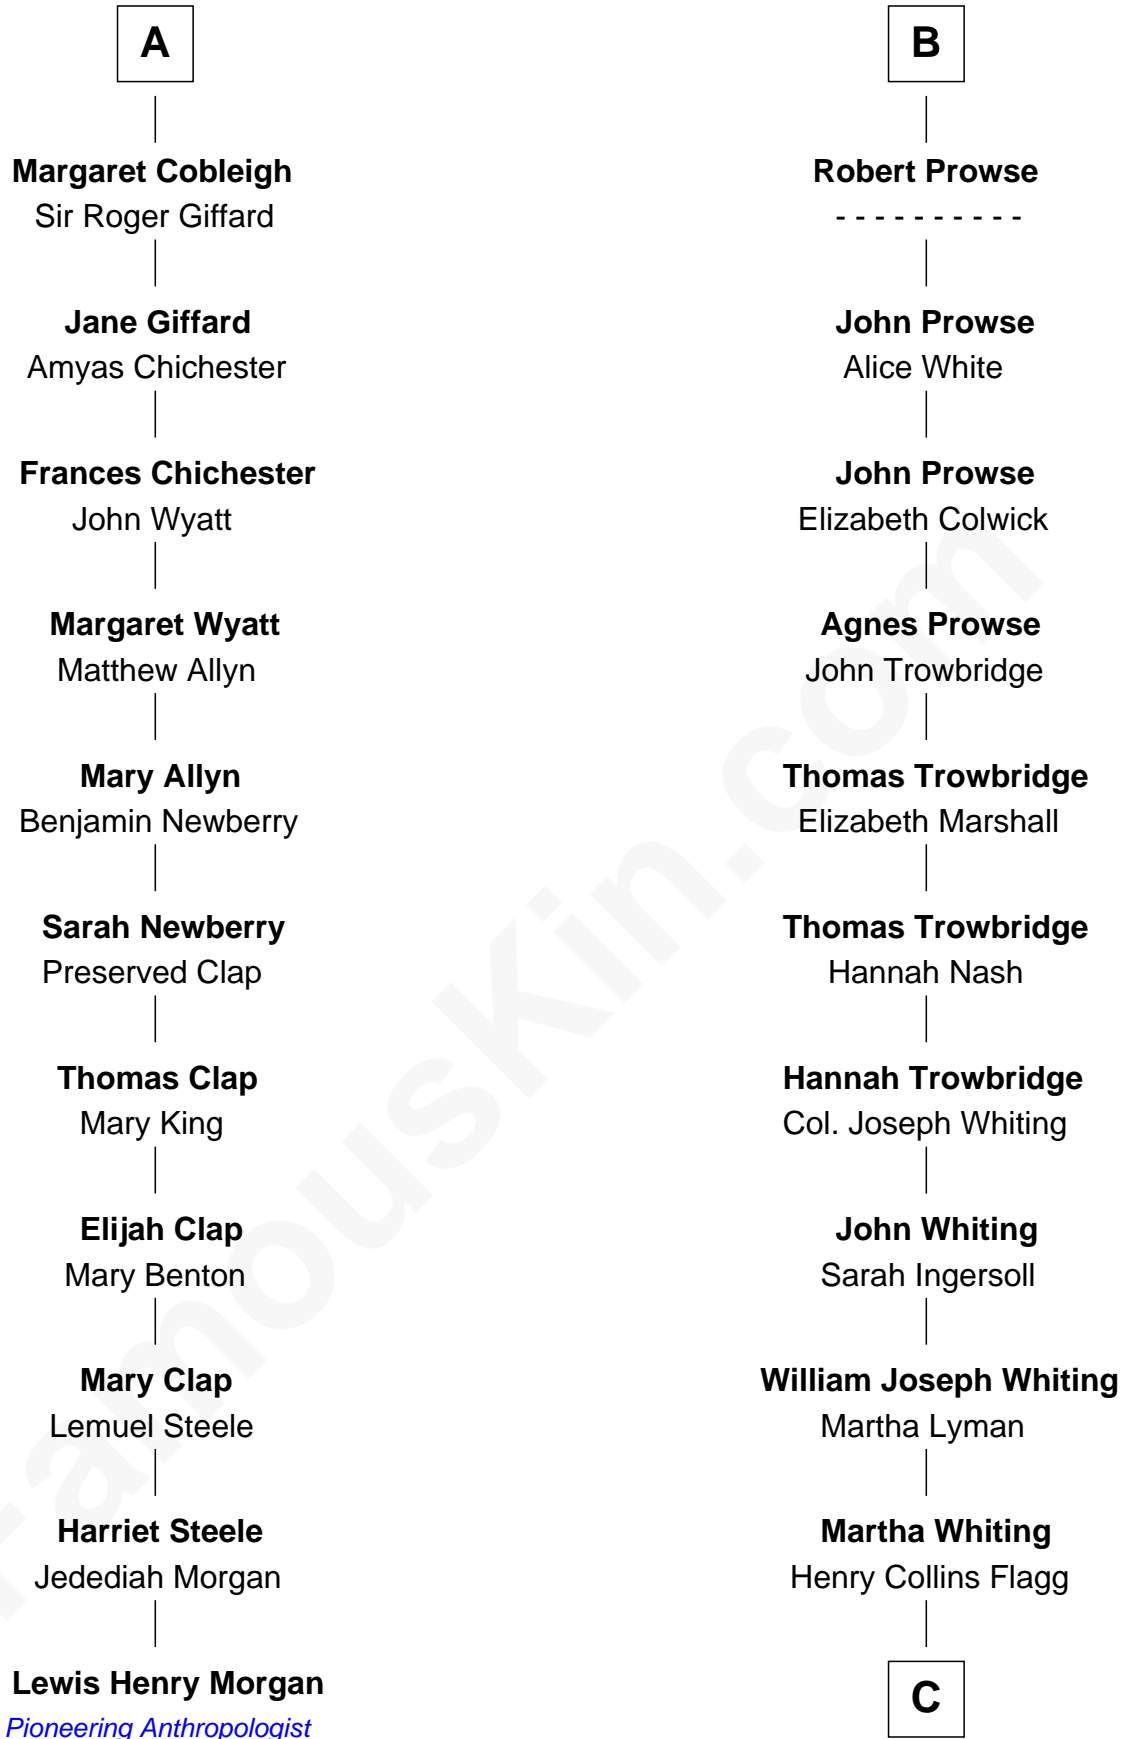 A
Margaret Cobleigh
Sir Roger Giffard
Jane Giffard
Amyas Chichester
Frances Chichester
John Wyatt
Margaret Wyatt
Matthew Allyn
Mary Allyn
Benjamin Newberry
Sarah Newberry
Preserved Clap
Thomas Clap
Mary King
Elijah Clap
Mary Benton
Mary Clap
Lemuel Steele
Harriet Steele
Jedediah Morgan
Lewis Henry Morgan
Pioneering Anthropologist
B
Robert Prowse
- - - - - - - - - -
John Prowse
Alice White
John Prowse
Elizabeth Colwick
Agnes Prowse
John Trowbridge
Thomas Trowbridge
Elizabeth Marshall
Thomas Trowbridge
Hannah Nash
Hannah Trowbridge
Col. Joseph Whiting
John Whiting
Sarah Ingersoll
William Joseph Whiting
Martha Lyman
Martha Whiting
Henry Collins Flagg
C
FamousKin.com